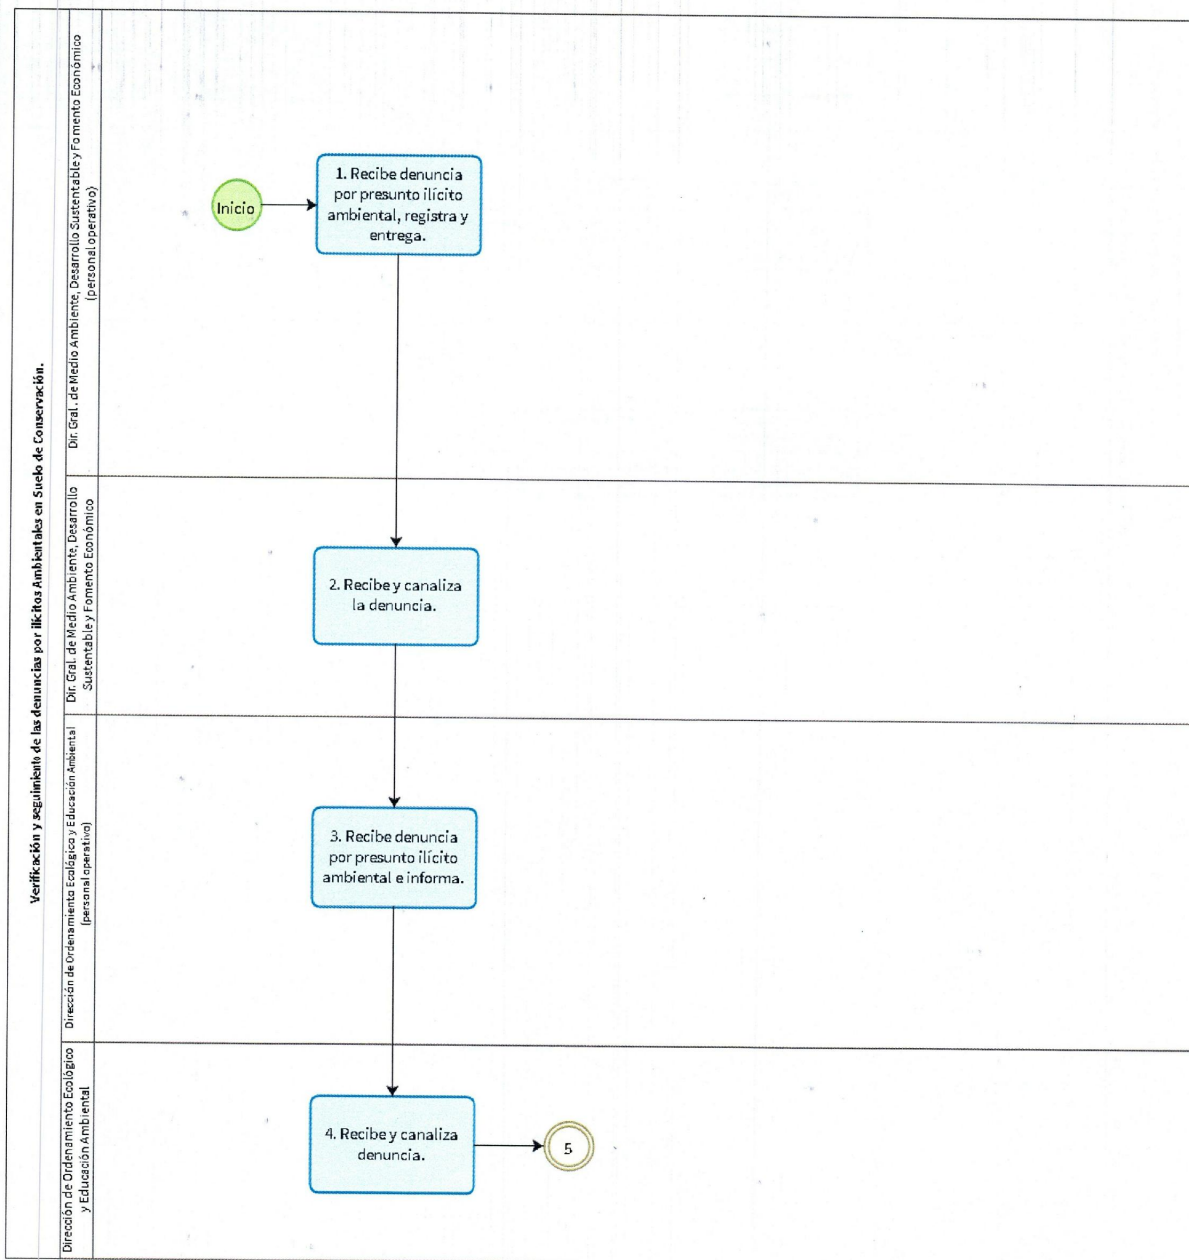 Verificación y seguimiento de las denuncias por ilícitos Ambientales en Suelo de Conservación.
Dir. Gral. de Medio Ambiente, Desarrollo Sustentable y Fomento Económico
(personal operativo)
Inicio
1. Recibe denuncia
por presunto ilícito
ambiental, registra y
entrega.
Dir. Gral. de Medio Ambiente, Desarrollo
Sustentable y Fomento Económico
2. Recibe y canaliza
la denuncia.
Dirección de Ordenamiento Ecológico y Educación Ambiental
(personal operativo)
3. Recibe denuncia
por presunto ilícito
ambiental e informa.
Dirección de Ordenamiento Ecológico
y Educación Ambiental
4. Recibe y canaliza
denuncia.
5